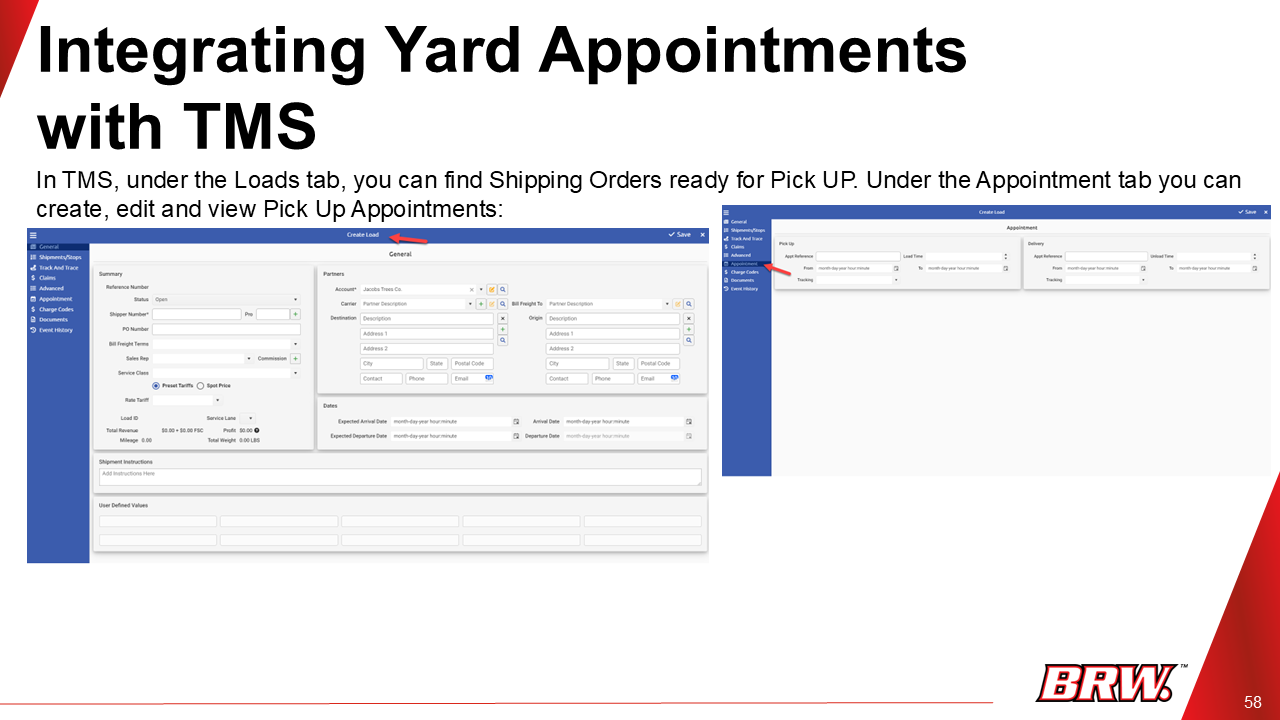 Integrating Yard Appointments
with TMS
In TMS, under the Loads tab, you can find Shipping Orders ready for Pick UP. Under the Appointment tab you can
create, edit and view Pick Up Appointments:
Create Load
Save
General
Shipments/Stops
Track And Trace
Claims
Advanced
Appointment
Charge Codes
Documents
Event History
General
Summary
Reference Number
Status Open
Shipper Number* Pro
PO Number
Bill Freight Terms
Sales Rep Commission
Service Class
Preset Tariffs Spot Price
Rate Tariff
Load ID Service Lane
Total Revenue $0.00 + $0.00 FSC Profit $0.00
Mileage 0.00 Total Weight 0.00 LBS
Partners
Account* Jacobs Trees Co.
Carrier Partner Description Bill Freight To Partner Description
Destination Description Origin Description
Address 1 Address 1
Address 2 Address 2
City State Postal Code City State Postal Code
Contact Phone Email Contact Phone Email
Dates
Expected Arrival Date month-day-year hour:minute Arrival Date month-day-year hour:minute
Expected Departure Date month-day-year hour:minute Departure Date month-day-year hour:minute
Shipment Instructions
Add Instructions Here
User Defined Values
Create Load
Save
General
Shipments/Stops
Track And Trace
Claims
Advanced
Appointment
Charge Codes
Documents
Event History
Appointment
Pick Up
Appt Reference Load Time
From month-day-year hour:minute To month-day-year hour:minute
Tracking
Delivery
Appt Reference Unload Time
From month-day-year hour:minute To month-day-year hour:minute
Tracking
BRW.™
58